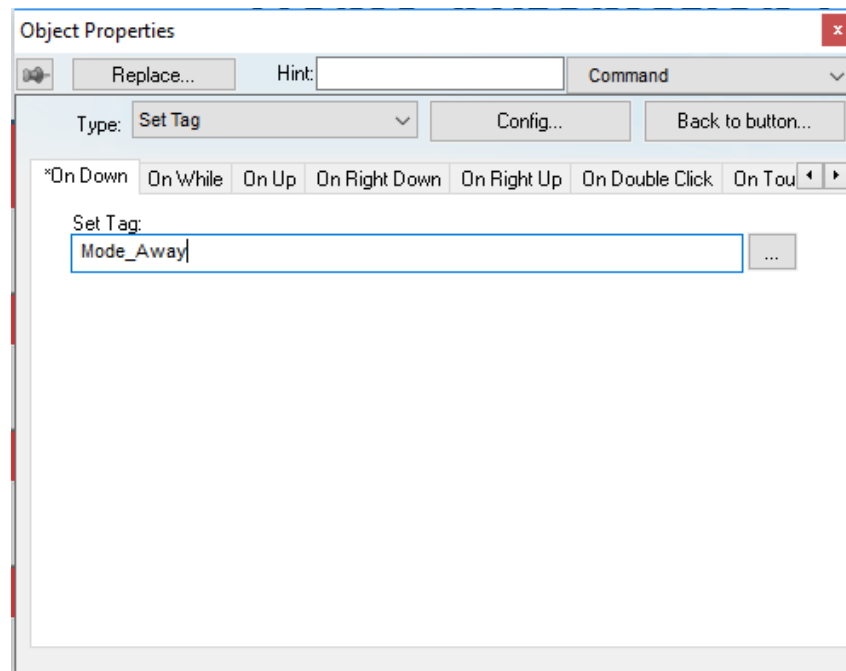 Object Properties
x
Replace... Hint: Command
Type: Set Tag Config... Back to button...
*On Down On While On Up On Right Down On Right Up On Double Click On Tou
Set Tag:
Mode_Away ...